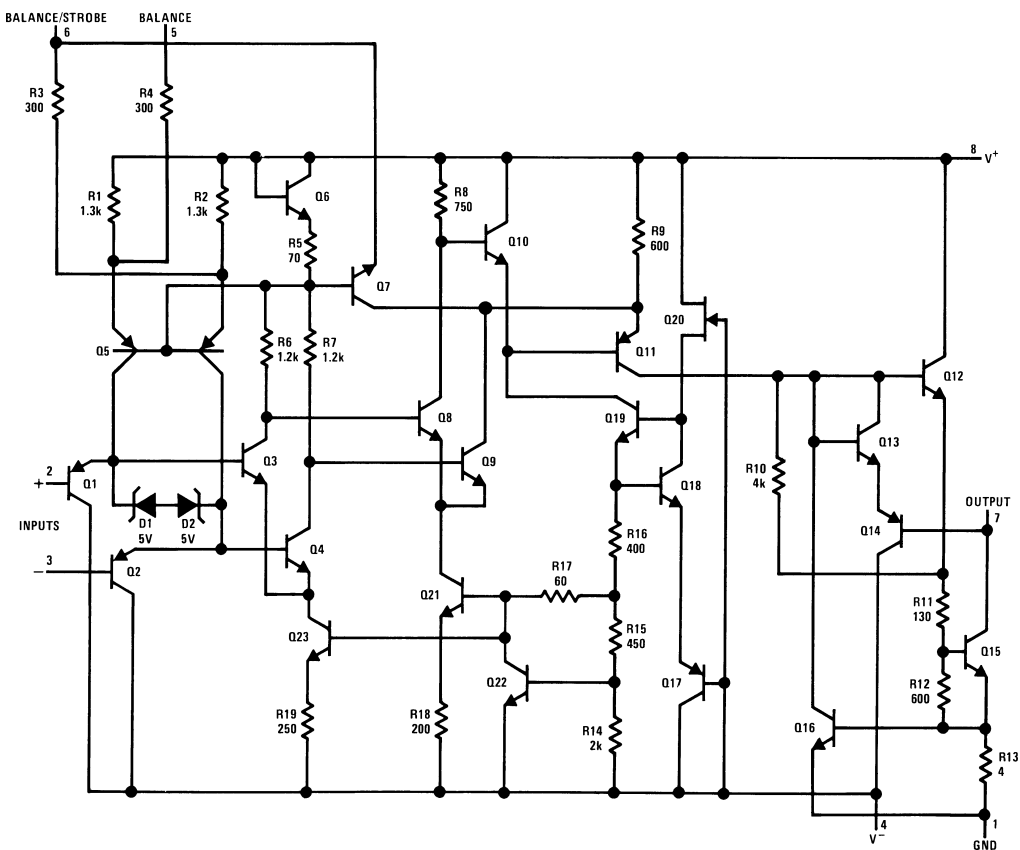 BALANCE/STROBE
6
BALANCE
5
R3
300
R4
300
8
V+
R1
1.3k
R2
1.3k
Q6
R8
750
R5
70
Q10
R9
600
Q7
Q20
Q5
R6
1.2k
R7
1.2k
Q11
Q12
Q8
Q19
Q13
2
+
Q1
Q3
Q9
R10
4k
Q18
INPUTS
D1
5V
D2
5V
OUTPUT
7
Q14
3
−
Q2
Q4
R16
400
R17
60
Q21
R11
130
Q23
R15
450
Q15
Q22
Q17
R12
600
R19
250
R18
200
R14
2k
Q16
R13
4
4
V−
1
GND